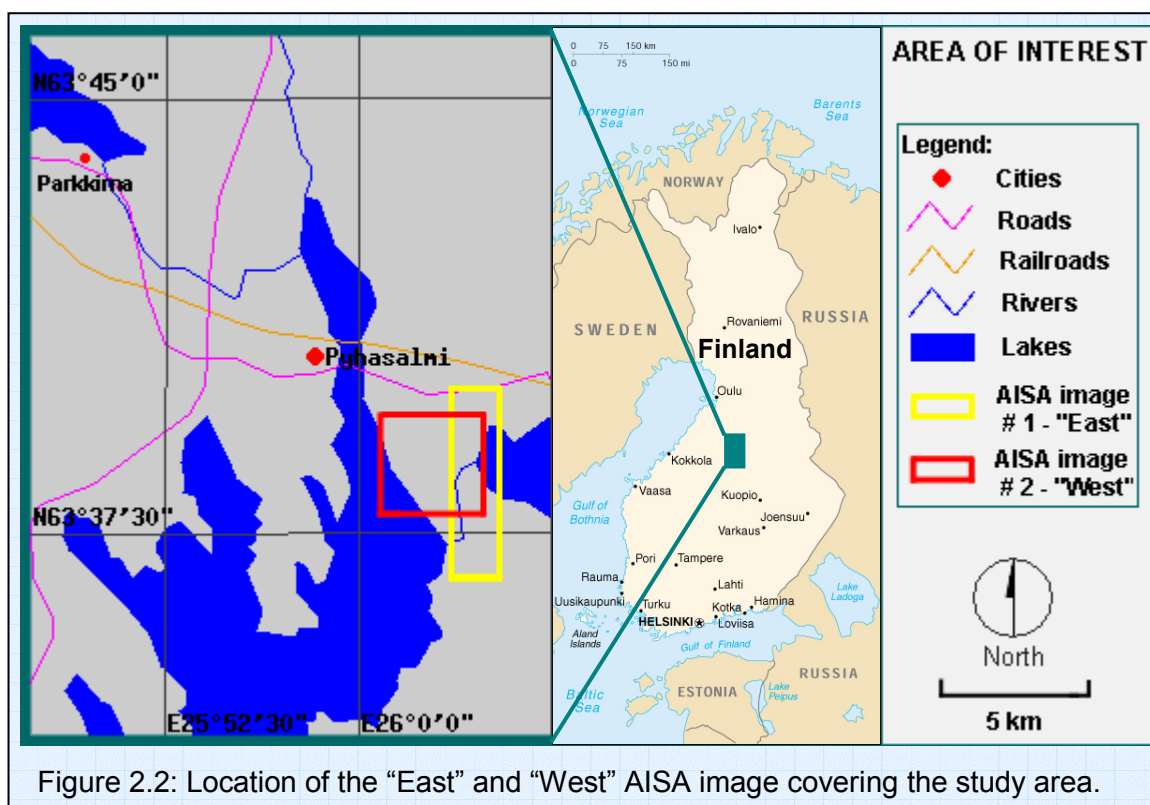 N63°45'0"
Parkkima
Pyhasalmi
N63°37'30"
E25°52'30"
E26°0'0"
0 75 150 km
0 75 150 mi
Norwegian
Sea
Barents
Sea
NORWAY
Ivalo
SWEDEN
Rovaniemi
RUSSIA
Finland
Oulu
Kokkola
Vaasa
Kuopio
Gulf of
Bothnia
Joensuu
Varkaus
Pori
Tampere
Rauma
Lahti
Lake
Ladoga
Uusikaupunki
Turku
Kotka
Hamina
HELSINKI
Loviisa
Aland
Islands
Gulf of Finland
RUSSIA
Baltic
Sea
ESTONIA
Lake
Peipus
AREA OF INTEREST
Legend:
Cities
Roads
Railroads
Rivers
Lakes
AISA image
# 1 - "East"
AISA image
# 2 - "West"
North
5 km
Figure 2.2: Location of the “East” and “West” AISA image covering the study area.